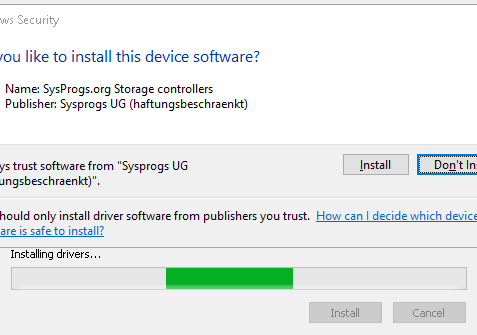 ws Security
you like to install this device software?
Name: SysProgs.org Storage controllers
Publisher: Sysprogs UG (haftungsbeschraenkt)
ys trust software from "Sysprogs UG
Install
Don't Ins
ftungsbeschraenkt)".
hould only install driver software from publishers you trust. How can I decide which device
are is safe to install?
Installing drivers...
Install
Cancel